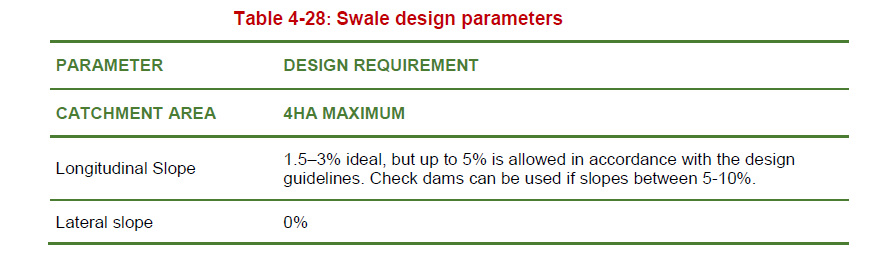 Table 4-28: Swale design parameters
PARAMETER DESIGN REQUIREMENT
CATCHMENT AREA 4HA MAXIMUM
Longitudinal Slope 1.5–3% ideal, but up to 5% is allowed in accordance with the design
guidelines. Check dams can be used if slopes between 5-10%.
Lateral slope 0%